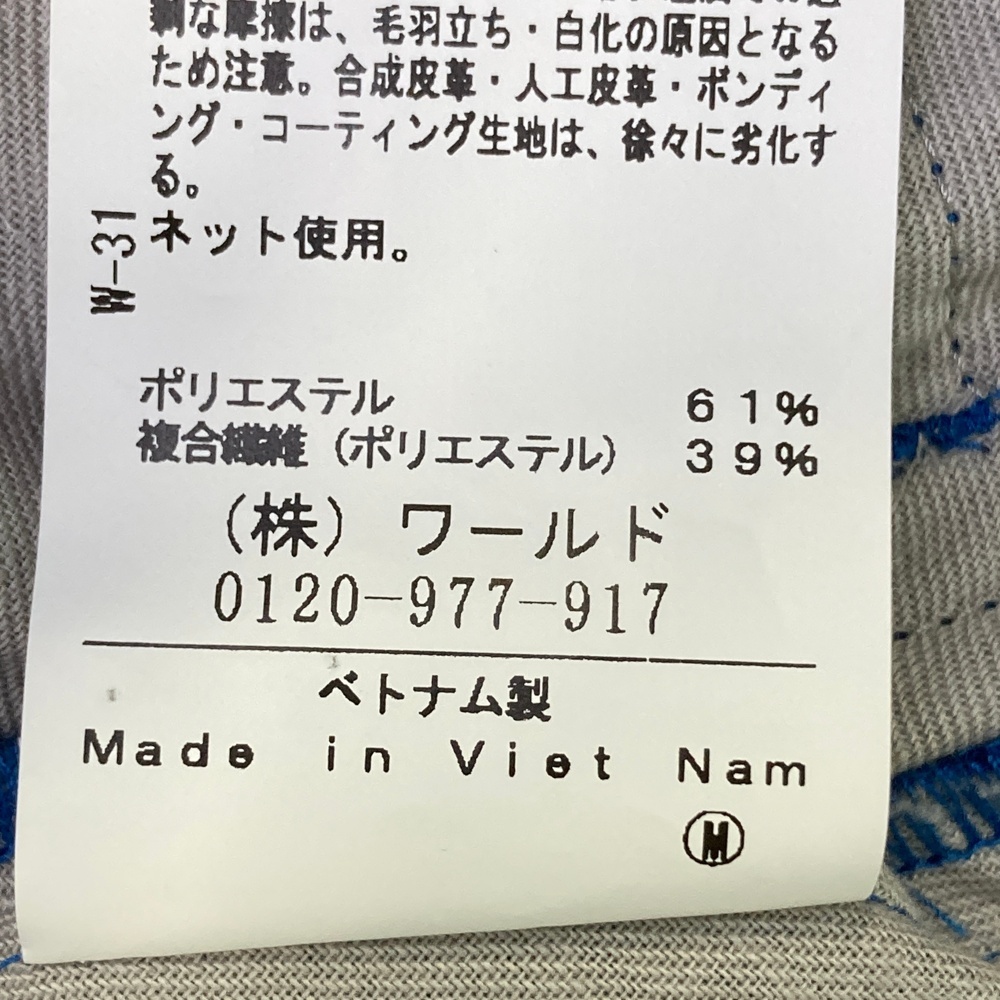 剰な摩擦は、毛羽立ち・白化の原因となる
ため注意。合成皮革・人工皮革・ボンディ
ング・コーティング生地は、徐々に劣化す
る。
ネット使用。
W-31
ポリエステル 61%
複合繊維(ポリエステル) 39%
(株)ワールド
0120-977-917
ベトナム製
Made in Viet Nam
M